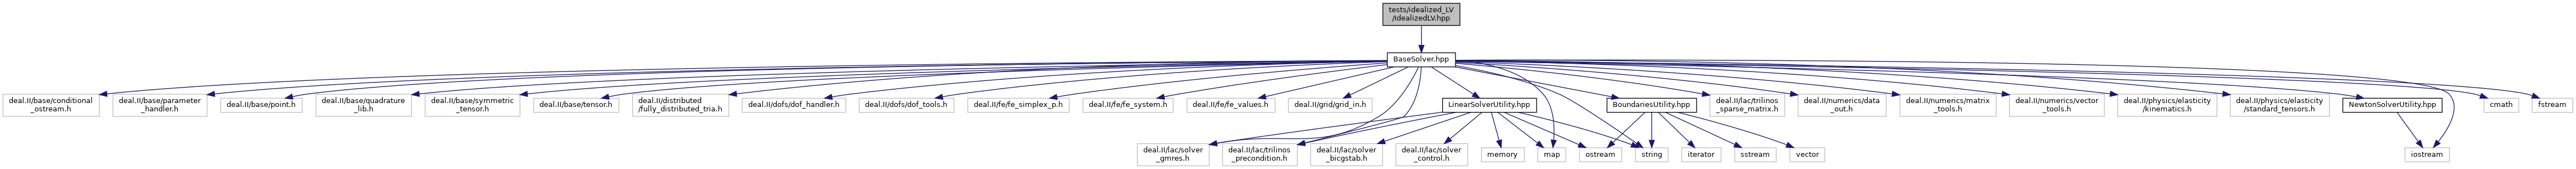 tests/idealized_LV
/IdealizedLV.hpp
BaseSolver.hpp
deal.II/base/conditional
_ostream.h
deal.II/base/parameter
_handler.h
deal.II/base/point.h
deal.II/base/quadrature
_lib.h
deal.II/base/symmetric
_tensor.h
deal.II/base/tensor.h
deal.II/distributed
/fully_distributed_tria.h
deal.II/dofs/dof_handler.h
deal.II/dofs/dof_tools.h
deal.II/fe/fe_simplex_p.h
deal.II/fe/fe_system.h
deal.II/fe/fe_values.h
deal.II/grid/grid_in.h
LinearSolverUtility.hpp
BoundariesUtility.hpp
deal.II/lac/trilinos
_sparse_matrix.h
deal.II/numerics/data
_out.h
deal.II/numerics/matrix
_tools.h
deal.II/numerics/vector
_tools.h
deal.II/physics/elasticity
/kinematics.h
deal.II/physics/elasticity
/standard_tensors.h
NewtonSolverUtility.hpp
cmath
fstream
deal.II/lac/solver
_gmres.h
deal.II/lac/trilinos
_precondition.h
deal.II/lac/solver
_bicgstab.h
deal.II/lac/solver
_control.h
memory
map
ostream
string
iterator
sstream
vector
iostream